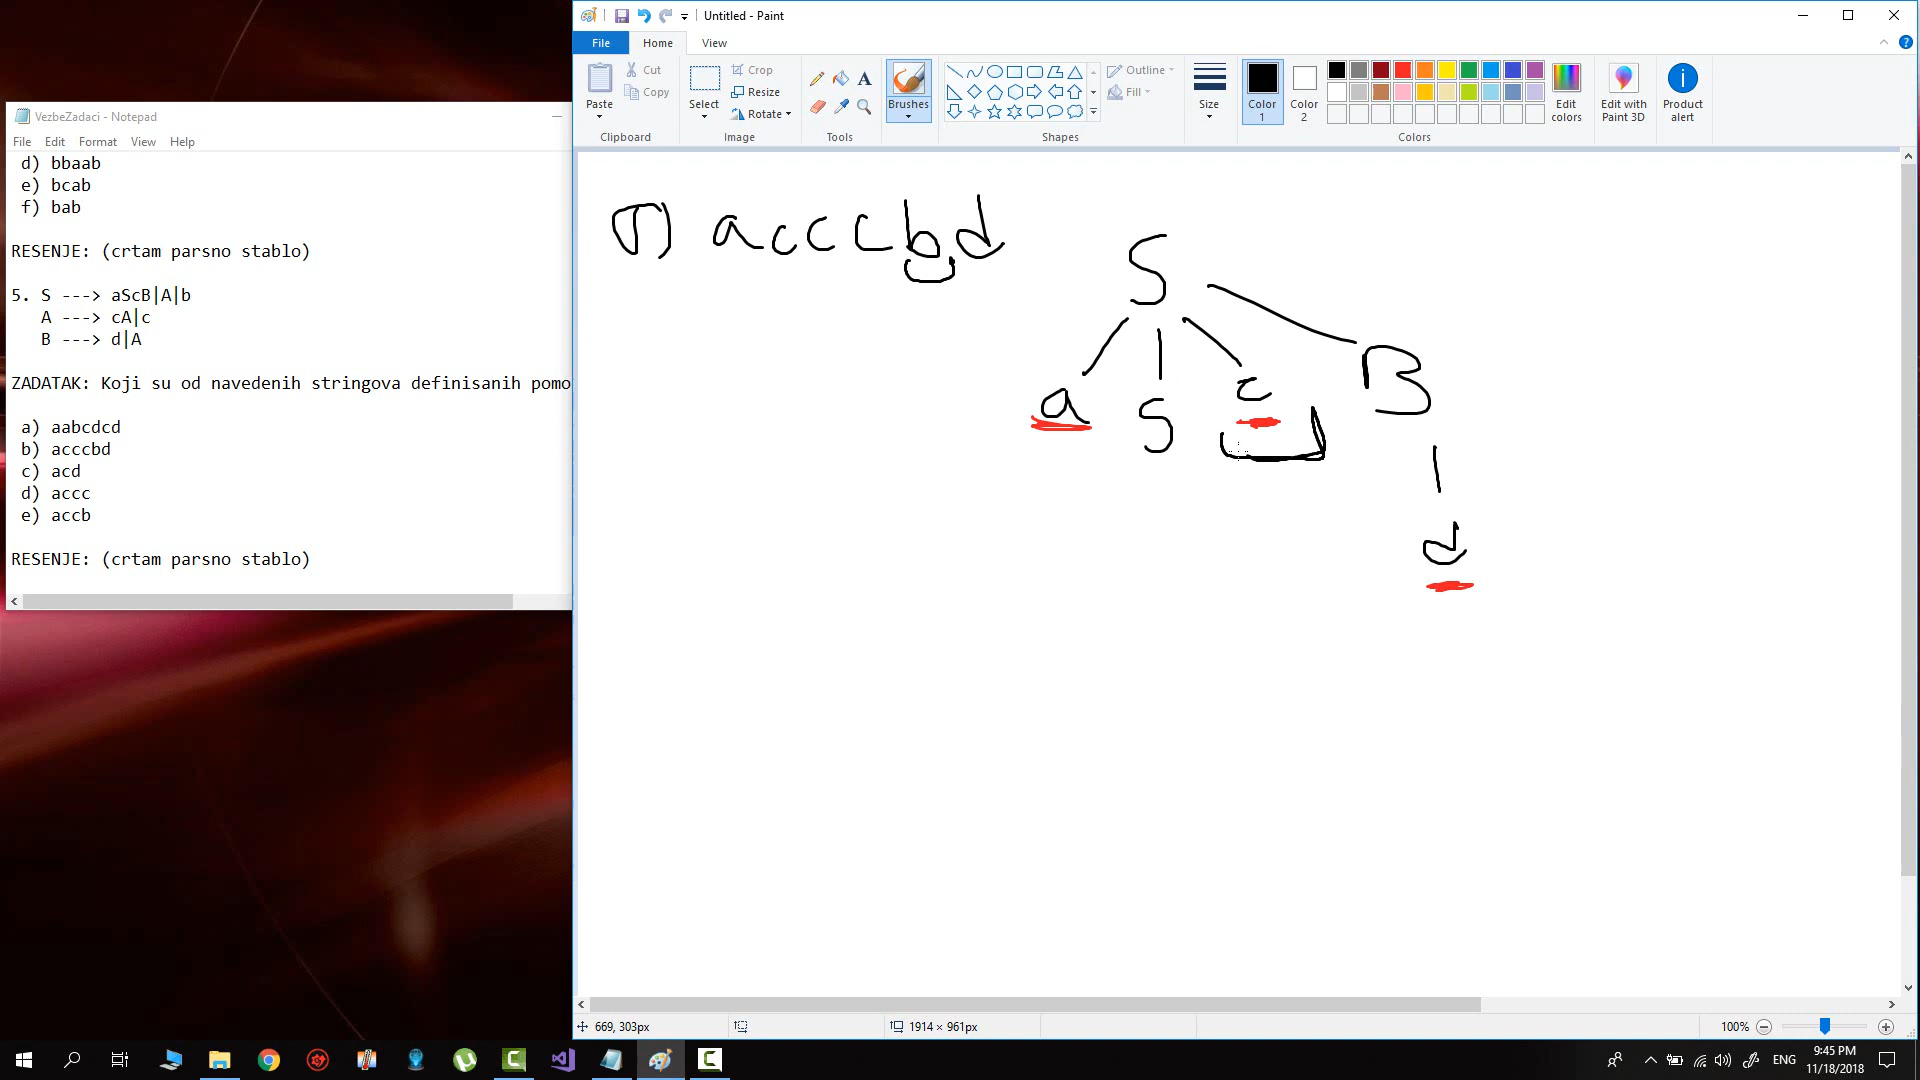 Untitled - Paint
File Home View
Cut
Copy
Paste
Clipboard
Select
Crop
Resize
Rotate
Image
Tools
Brushes
Outline
Fill
Shapes
Size
Color 1
Color 2
Edit colors
Colors
Edit with Paint 3D
Product alert
VezbeZadaci - Notepad
File Edit Format View Help
d) bbaab
e) bcab
f) bab
RESENJE: (crtam parsno stablo)
5. S ---> aScB|A|b
A ---> cA|c
B ---> d|A
ZADATAK: Koji su od navedenih stringova definisanih pomo
a) aabcdcd
b) acccbd
c) acd
d) accc
e) accb
RESENJE: (crtam parsno stablo)
acccbd
S
a S c B
d
669, 303px
1914 × 961px
100%
ENG
9:45 PM
11/18/2018